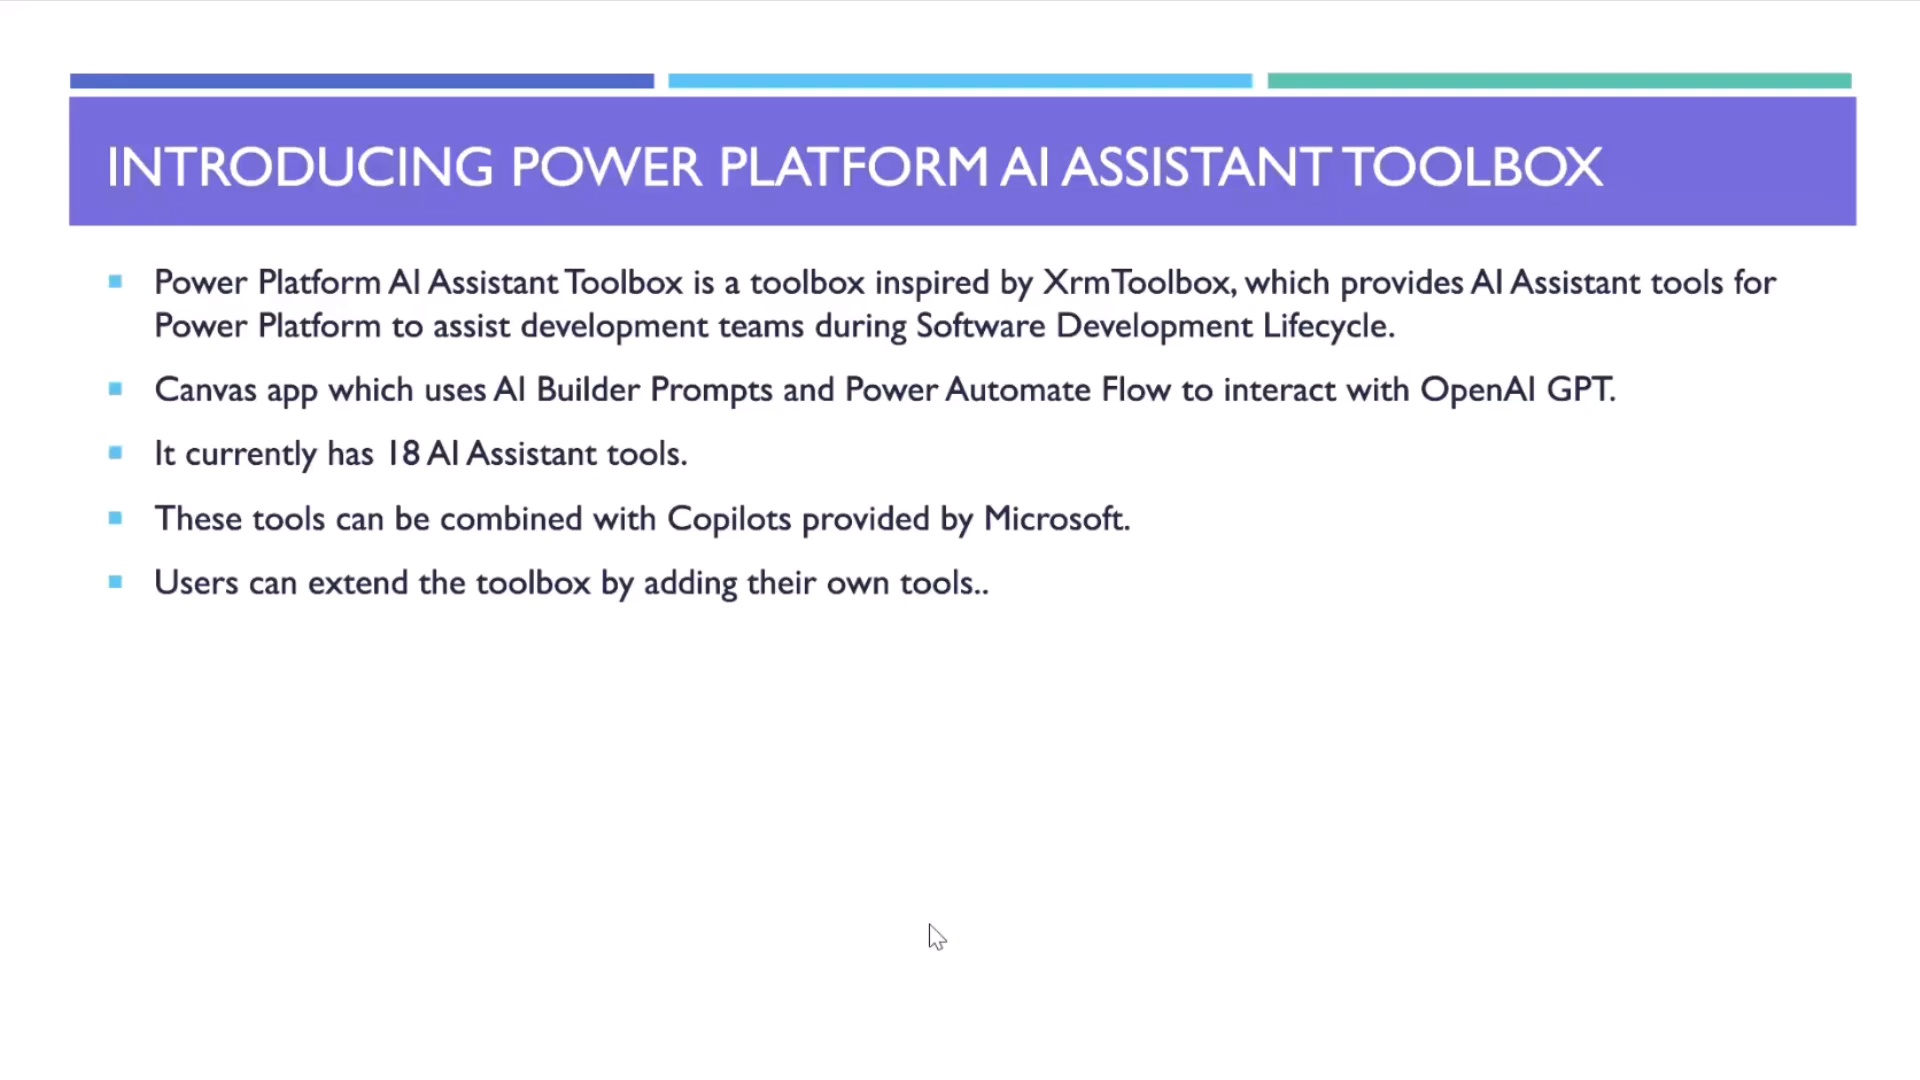 INTRODUCING POWER PLATFORM AI ASSISTANT TOOLBOX
Power Platform AI Assistant Toolbox is a toolbox inspired by XrmToolbox, which provides AI Assistant tools for
Power Platform to assist development teams during Software Development Lifecycle.
Canvas app which uses AI Builder Prompts and Power Automate Flow to interact with OpenAI GPT.
It currently has 18 AI Assistant tools.
These tools can be combined with Copilots provided by Microsoft.
Users can extend the toolbox by adding their own tools..